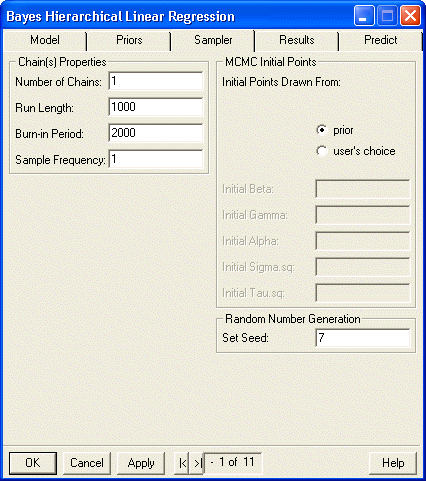 Bayes Hierarchical Linear Regression
Model Priors Sampler Results Predict
Chain(s) Properties
Number of Chains: 1
Run Length: 1000
Burn-in Period: 2000
Sample Frequency: 1
MCMC Initial Points
Initial Points Drawn From:
prior
user's choice
Initial Beta:
Initial Gamma:
Initial Alpha:
Initial Sigma.sq:
Initial Tau.sq:
Random Number Generation
Set Seed: 7
OK Cancel Apply |< >| - 1 of 11 Help